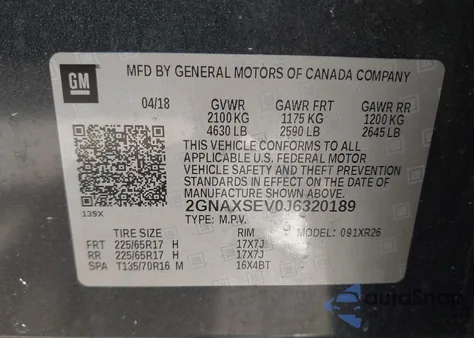 GM
MFD BY GENERAL MOTORS OF CANADA COMPANY
04/18 GVWR GAWR FRT GAWR RR
2100 KG 1175 KG 1200 KG
4630 LB 2590 LB 2645 LB
THIS VEHICLE CONFORMS TO ALL
APPLICABLE U.S. FEDERAL MOTOR
VEHICLE SAFETY AND THEFT
PREVENTION STANDARDS IN EFFECT ON THE
DATE OF MANUFACTURE SHOWN ABOVE.
2GNAXSEV0J6320189
139X TYPE: M.P.V.
TIRE SIZE RIM MODEL: 091XR26
FRT 225/65R17 H 17X7J
RR 225/65R17 H 17X7J
SPA T135/70R16 M 16X4BT
AutoSnap